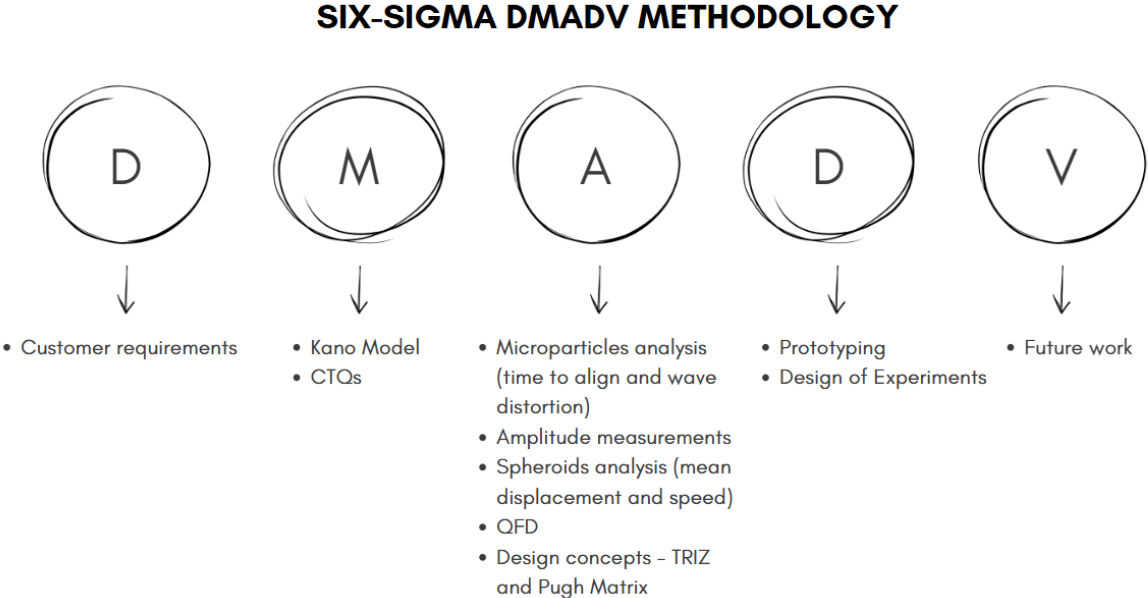 SIX-SIGMA DMADV METHODOLOGY
D
M
A
D
V
• Customer requirements
• Kano Model
• CTQs
• Microparticles analysis
(time to align and wave
distortion)
• Amplitude measurements
• Spheroids analysis (mean
displacement and speed)
• QFD
• Design concepts - TRIZ
and Pugh Matrix
• Prototyping
• Design of Experiments
• Future work